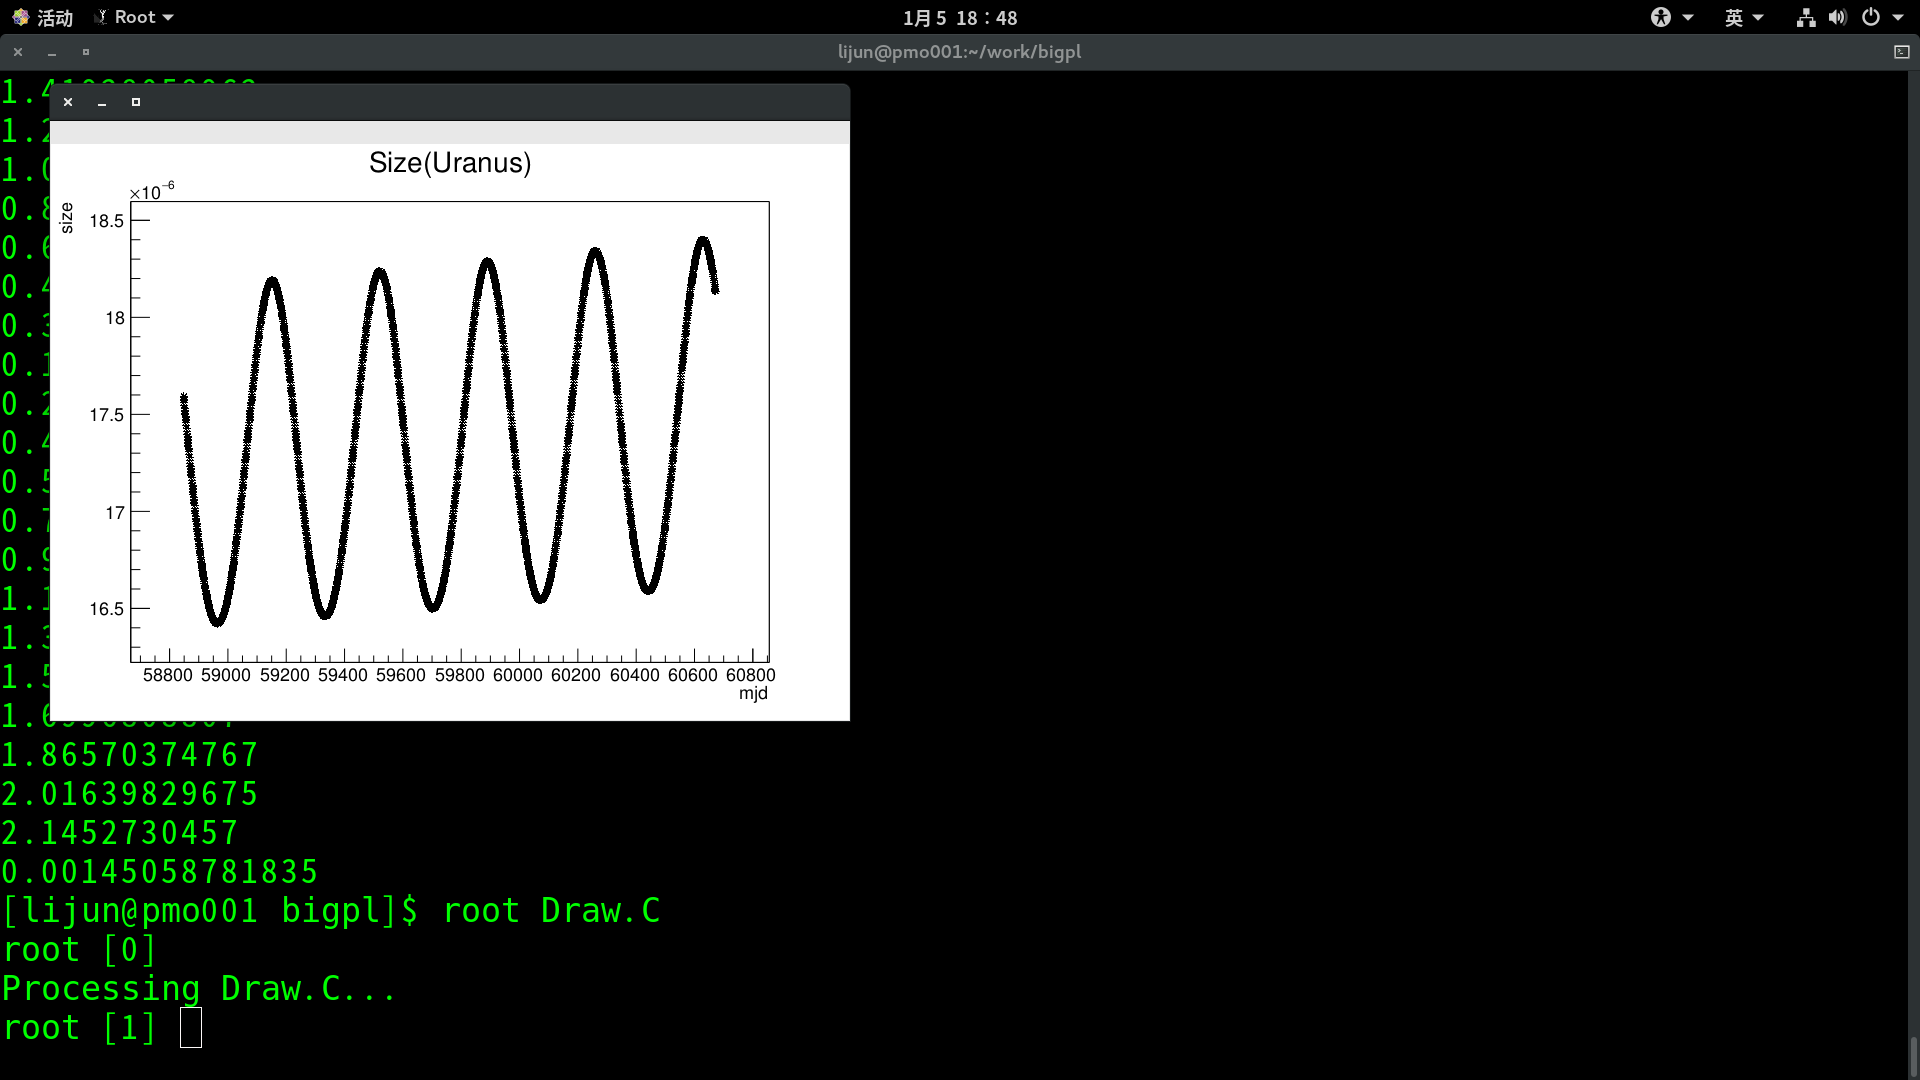 活动 Root 1月 5 18:48 英
lijun@pmo001:~/work/bigpl
Size(Uranus)
×10⁻⁶
size
18.5
18
17.5
17
16.5
58800 59000 59200 59400 59600 59800 60000 60200 60400 60600 60800
mjd
1.86570374767
2.01639829675
2.1452730457
0.00145058781835
[lijun@pmo001 bigpl]$ root Draw.C
root [0]
Processing Draw.C...
root [1]